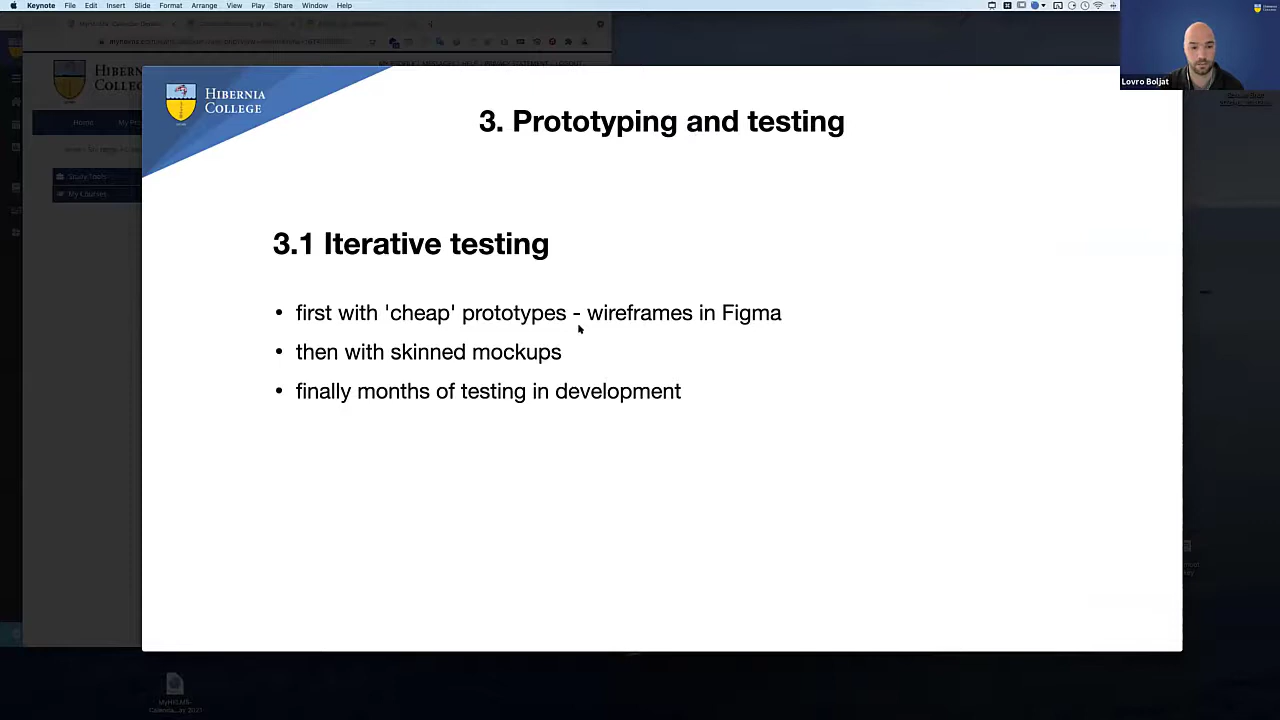 Keynote File Edit Insert Slide Format Arrange View Play Share Window Help
HIBERNIA
COLLEGE
Lovro Boljat
HIBERNIA
COLLEGE
3. Prototyping and testing
Home
Study Tools
My Courses
3.1 Iterative testing
• first with 'cheap' prototypes - wireframes in Figma
• then with skinned mockups
• finally months of testing in development